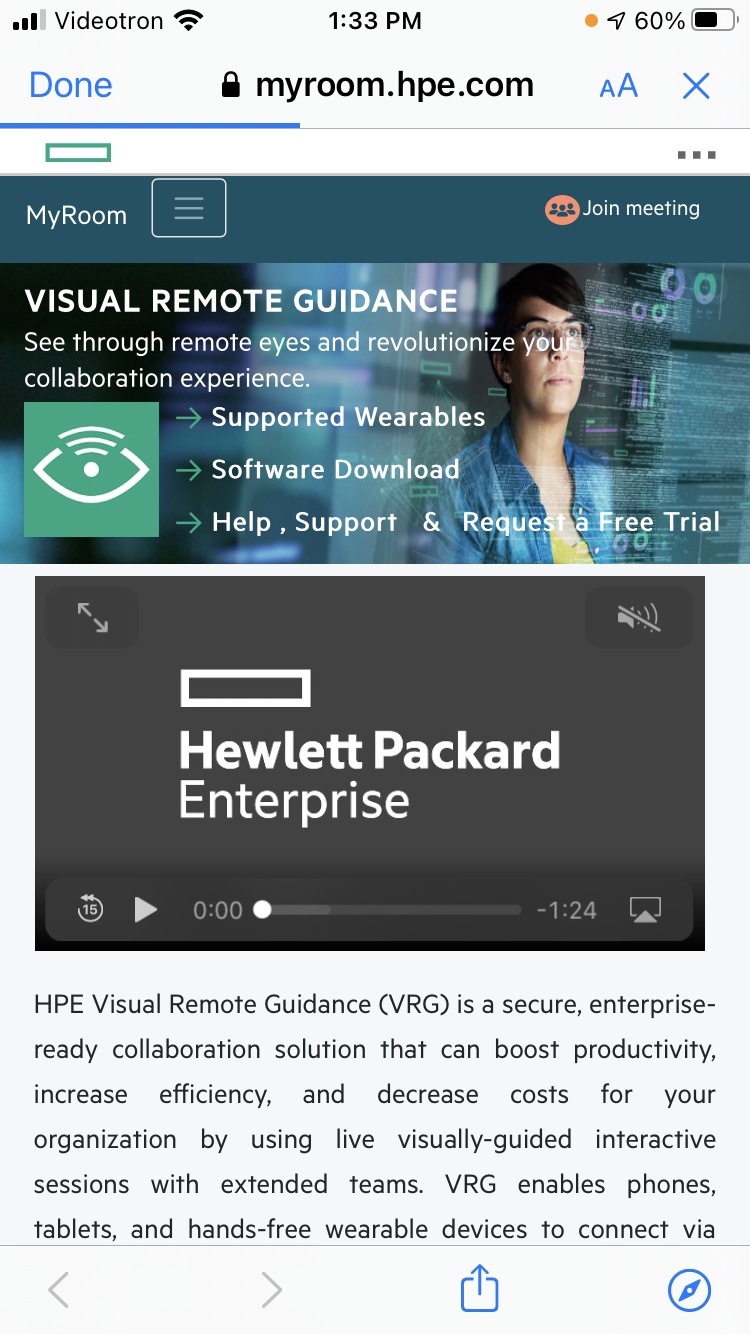 Videotron 1:33 PM 60%
Done myroom.hpe.com AA
MyRoom Join meeting
VISUAL REMOTE GUIDANCE
See through remote eyes and revolutionize your
collaboration experience.
→ Supported Wearables
→ Software Download
→ Help , Support & Request a Free Trial
Hewlett Packard
Enterprise
15 0:00 -1:24
HPE Visual Remote Guidance (VRG) is a secure, enterprise-
ready collaboration solution that can boost productivity,
increase efficiency, and decrease costs for your
organization by using live visually-guided interactive
sessions with extended teams. VRG enables phones,
tablets, and hands-free wearable devices to connect via